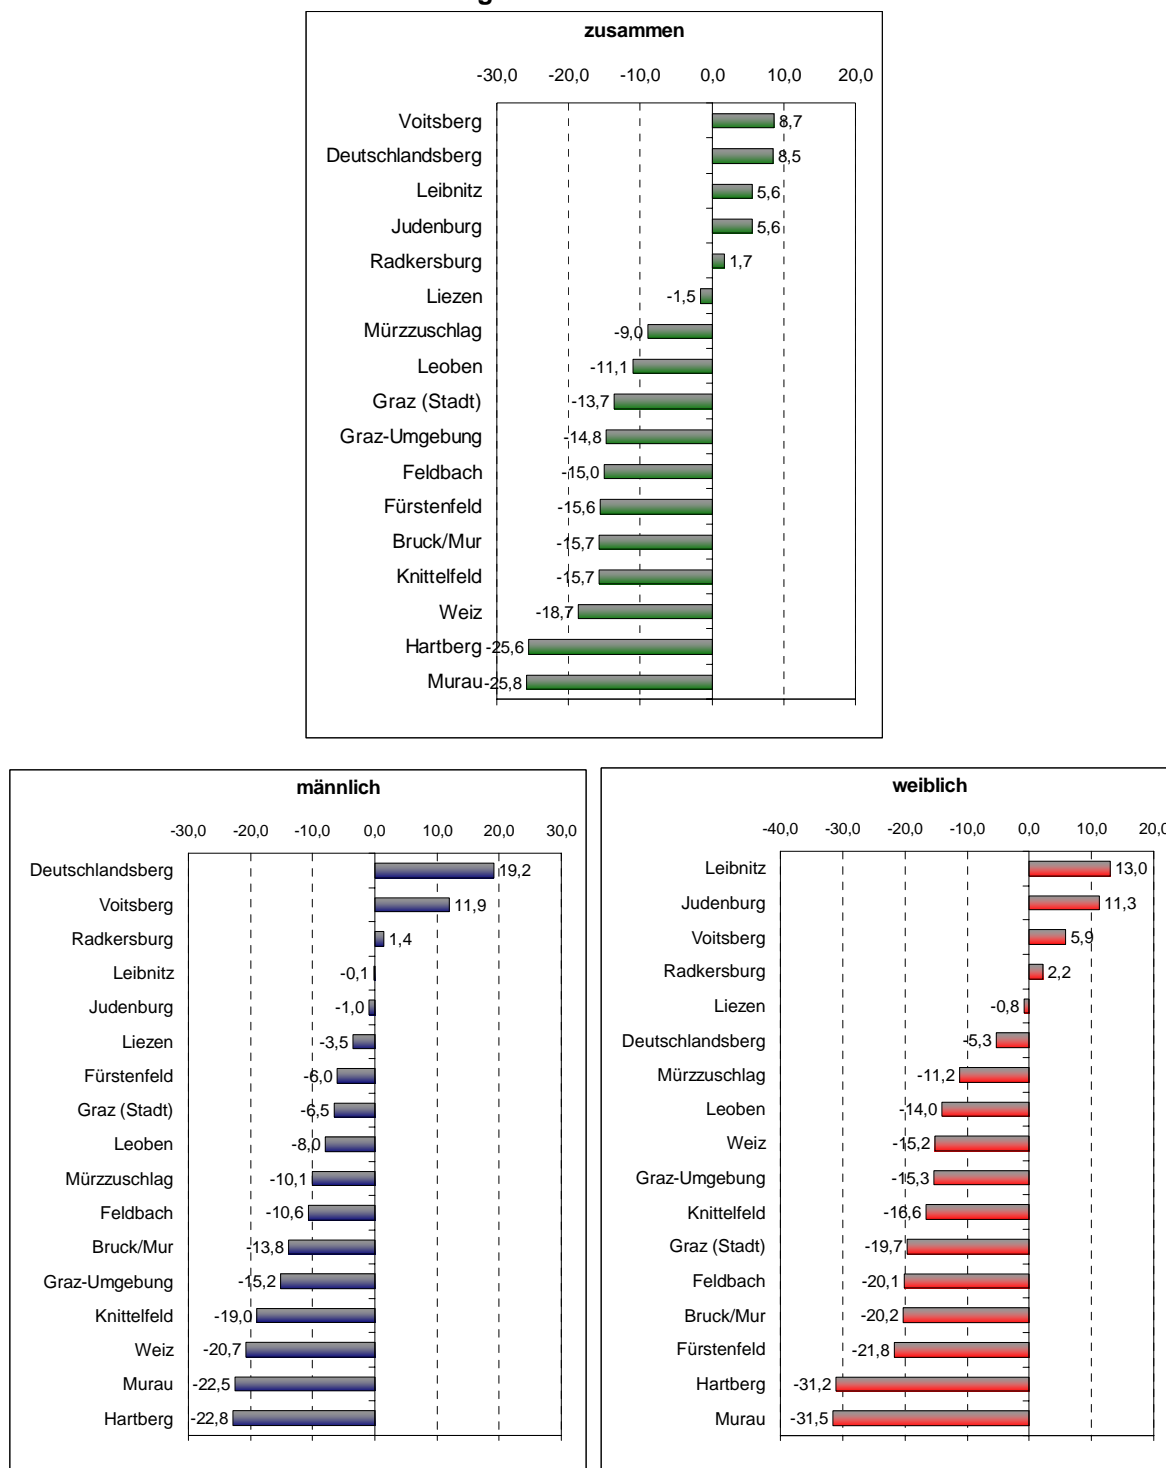 zusammen
-30,0 -20,0 -10,0 0,0 10,0 20,0
Voitsberg 8,7
Deutschlandsberg 8,5
Leibnitz 5,6
Judenburg 5,6
Radkersburg 1,7
Liezen -1,5
Mürzzuschlag -9,0
Leoben -11,1
Graz (Stadt) -13,7
Graz-Umgebung -14,8
Feldbach -15,0
Fürstenfeld -15,6
Bruck/Mur -15,7
Knittelfeld -15,7
Weiz -18,7
Hartberg -25,6
Murau -25,8
männlich
-30,0 -20,0 -10,0 0,0 10,0 20,0 30,0
Deutschlandsberg 19,2
Voitsberg 11,9
Radkersburg 1,4
Leibnitz -0,1
Judenburg -1,0
Liezen -3,5
Fürstenfeld -6,0
Graz (Stadt) -6,5
Leoben -8,0
Mürzzuschlag -10,1
Feldbach -10,6
Bruck/Mur -13,8
Graz-Umgebung -15,2
Knittelfeld -19,0
Weiz -20,7
Murau -22,5
Hartberg -22,8
weiblich
-40,0 -30,0 -20,0 -10,0 0,0 10,0 20,0
Leibnitz 13,0
Judenburg 11,3
Voitsberg 5,9
Radkersburg 2,2
Liezen -0,8
Deutschlandsberg -5,3
Mürzzuschlag -11,2
Leoben -14,0
Weiz -15,2
Graz-Umgebung -15,3
Knittelfeld -16,6
Graz (Stadt) -19,7
Feldbach -20,1
Bruck/Mur -20,2
Fürstenfeld -21,8
Hartberg -31,2
Murau -31,5